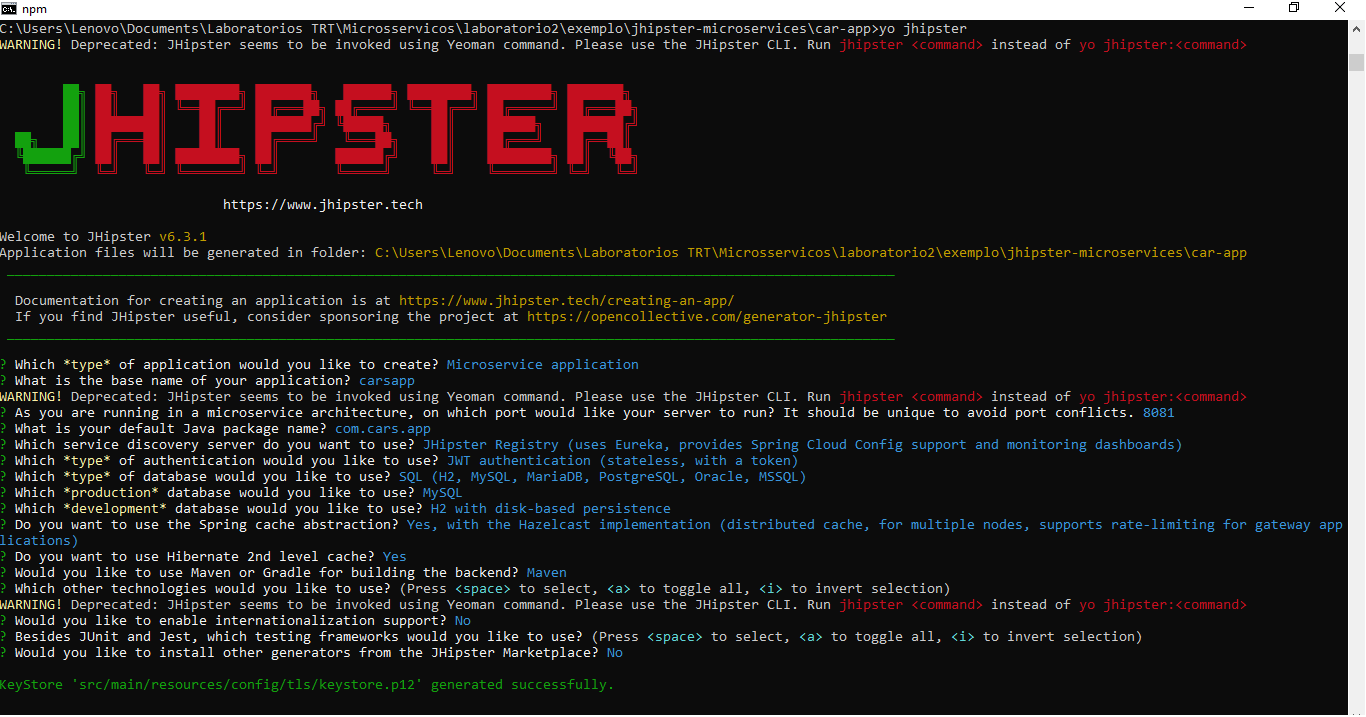 npm
C:\Users\Lenovo\Documents\Laboratorios TRT\Microsservicos\laboratorio2\exemplo\jhipster-microservices\car-app>yo jhipster
WARNING! Deprecated: JHipster seems to be invoked using Yeoman command. Please use the JHipster CLI. Run jhipster <command> instead of yo jhipster:<command>
JHIPSTER
https://www.jhipster.tech
Welcome to JHipster v6.3.1
Application files will be generated in folder: C:\Users\Lenovo\Documents\Laboratorios TRT\Microsservicos\laboratorio2\exemplo\jhipster-microservices\car-app
Documentation for creating an application is at https://www.jhipster.tech/creating-an-app/
If you find JHipster useful, consider sponsoring the project at https://opencollective.com/generator-jhipster
? Which *type* of application would you like to create? Microservice application
? What is the base name of your application? carsapp
WARNING! Deprecated: JHipster seems to be invoked using Yeoman command. Please use the JHipster CLI. Run jhipster <command> instead of yo jhipster:<command>
? As you are running in a microservice architecture, on which port would like your server to run? It should be unique to avoid port conflicts. 8081
? What is your default Java package name? com.cars.app
? Which service discovery server do you want to use? JHipster Registry (uses Eureka, provides Spring Cloud Config support and monitoring dashboards)
? Which *type* of authentication would you like to use? JWT authentication (stateless, with a token)
? Which *type* of database would you like to use? SQL (H2, MySQL, MariaDB, PostgreSQL, Oracle, MSSQL)
? Which *production* database would you like to use? MySQL
? Which *development* database would you like to use? H2 with disk-based persistence
? Do you want to use the Spring cache abstraction? Yes, with the Hazelcast implementation (distributed cache, for multiple nodes, supports rate-limiting for gateway app
lications)
? Do you want to use Hibernate 2nd level cache? Yes
? Would you like to use Maven or Gradle for building the backend? Maven
? Which other technologies would you like to use? (Press <space> to select, <a> to toggle all, <i> to invert selection)
WARNING! Deprecated: JHipster seems to be invoked using Yeoman command. Please use the JHipster CLI. Run jhipster <command> instead of yo jhipster:<command>
? Would you like to enable internationalization support? No
? Besides JUnit and Jest, which testing frameworks would you like to use? (Press <space> to select, <a> to toggle all, <i> to invert selection)
? Would you like to install other generators from the JHipster Marketplace? No
KeyStore 'src/main/resources/config/tls/keystore.p12' generated successfully.